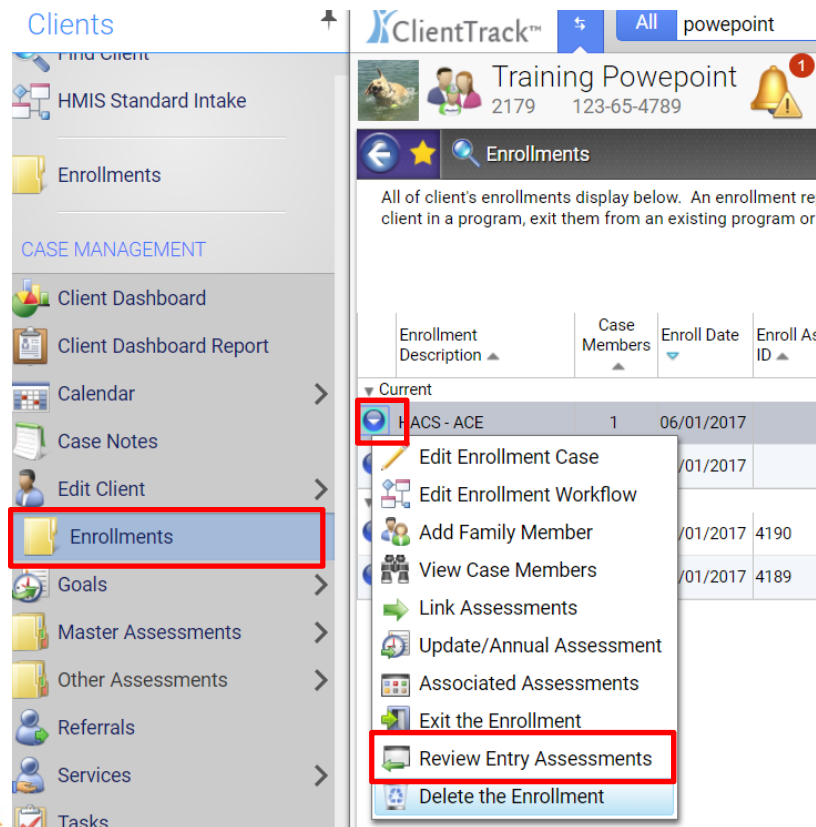 Clients
Find Client
HMIS Standard Intake
Enrollments
CASE MANAGEMENT
Client Dashboard
Client Dashboard Report
Calendar
Case Notes
Edit Client
Enrollments
Goals
Master Assessments
Other Assessments
Referrals
Services
Tasks
ClientTrack™
All powepoint
Training Powepoint
1
2179 123-65-4789
Enrollments
All of client's enrollments display below. An enrollment
client in a program, exit them from an existing program or
Enrollment Description
Case Members
Enroll Date
Enroll
ID
Current
HACS - ACE 1 06/01/2017
/01/2017
/01/2017 4190
/01/2017 4189
Edit Enrollment Case
Edit Enrollment Workflow
Add Family Member
View Case Members
Link Assessments
Update/Annual Assessment
Associated Assessments
Exit the Enrollment
Review Entry Assessments
Delete the Enrollment